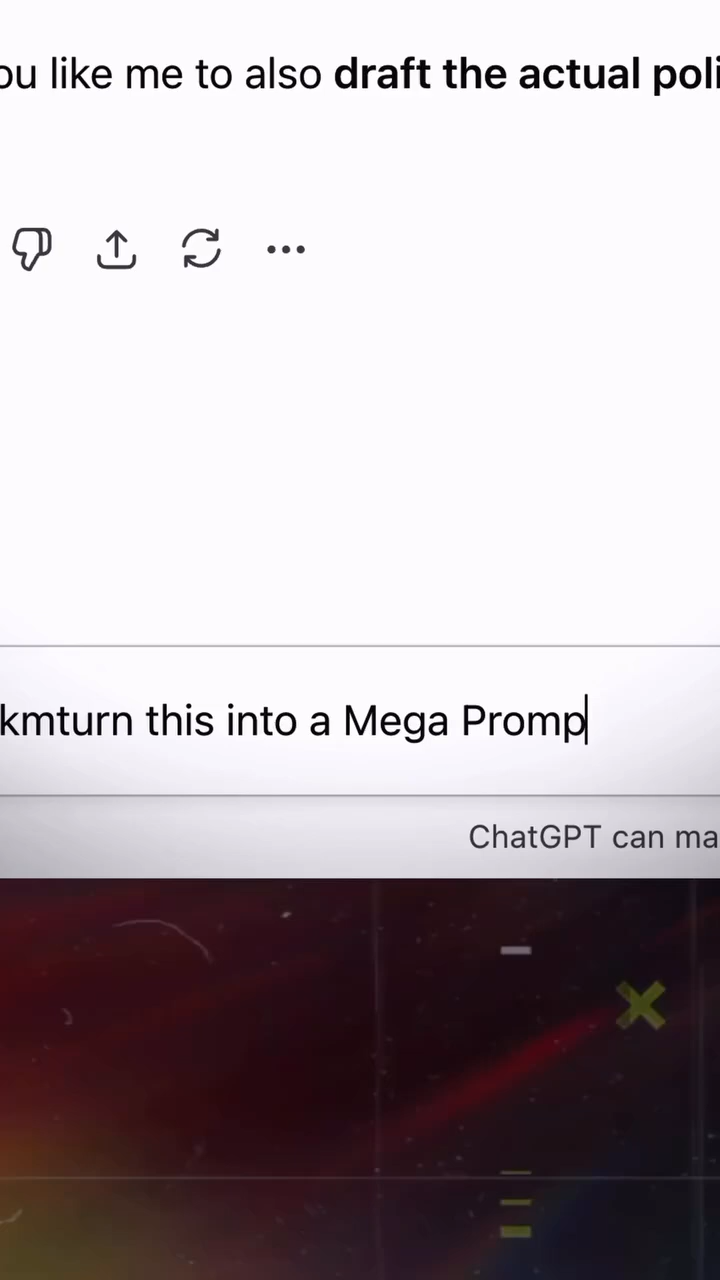 ou like me to also draft the actual poli
kmturn this into a Mega Promp
ChatGPT can ma